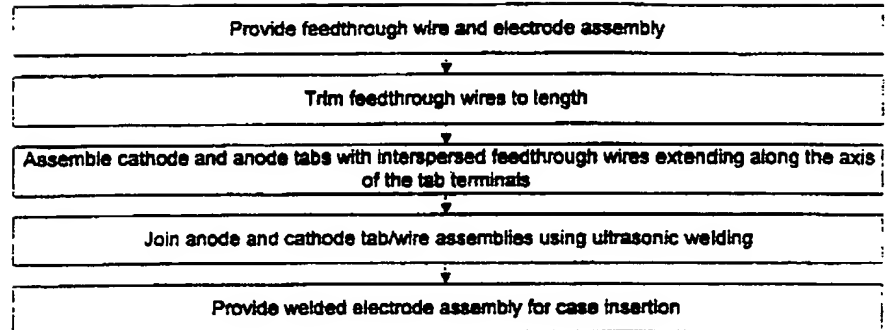 Provide feedthrough wire and electrode assembly
Trim feedthrough wires to length
Assemble cathode and anode tabs with interspersed feedthrough wires extending along the axis
of the tab terminals
Join anode and cathode tab/wire assemblies using ultrasonic welding
Provide welded electrode assembly for case insertion